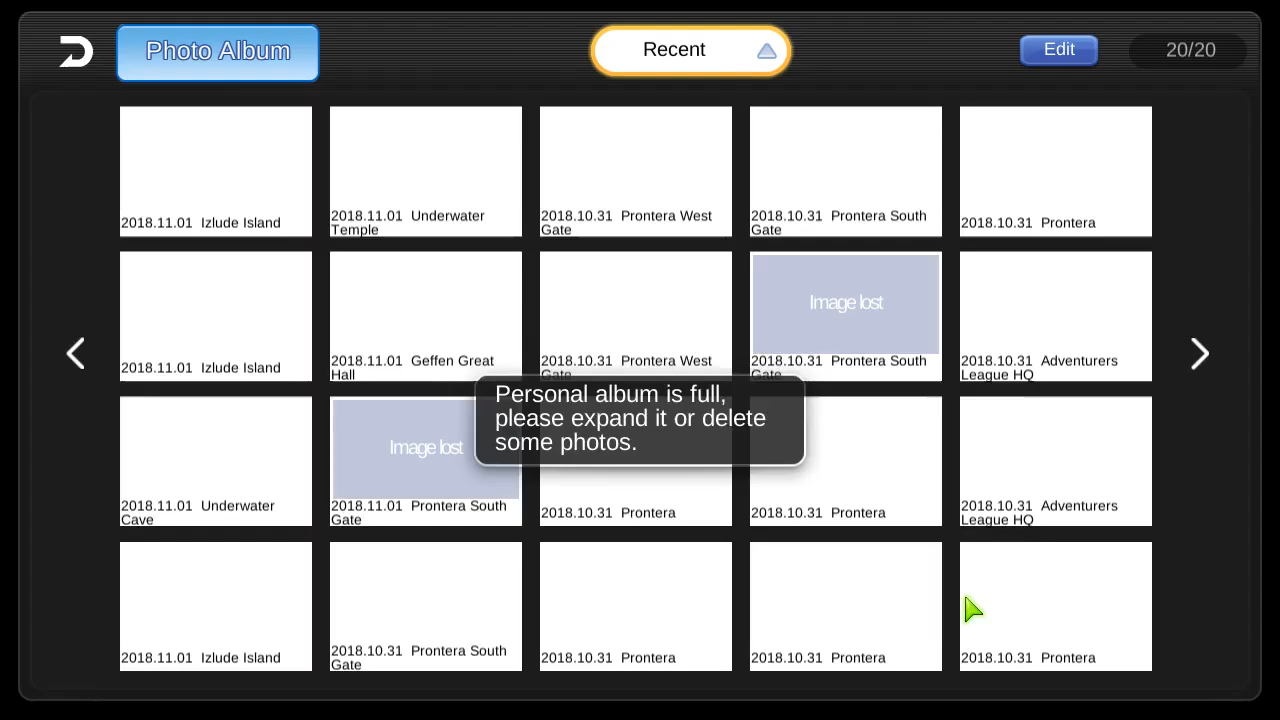 Photo Album
Recent
Edit
20/20
2018.11.01 Izlude Island
2018.11.01 Underwater
Temple
2018.10.31 Prontera West
Gate
2018.10.31 Prontera South
Gate
2018.10.31 Prontera
2018.11.01 Izlude Island
2018.11.01 Geffen Great
Hall
2018.10.31 Prontera West
Gate
Image lost
2018.10.31 Prontera South
Gate
2018.10.31 Adventurers
League HQ
Personal album is full,
please expand it or delete
some photos.
2018.11.01 Underwater
Cave
Image lost
2018.11.01 Prontera South
Gate
2018.10.31 Prontera
2018.10.31 Prontera
2018.10.31 Adventurers
League HQ
2018.11.01 Izlude Island
2018.10.31 Prontera South
Gate
2018.10.31 Prontera
2018.10.31 Prontera
2018.10.31 Prontera